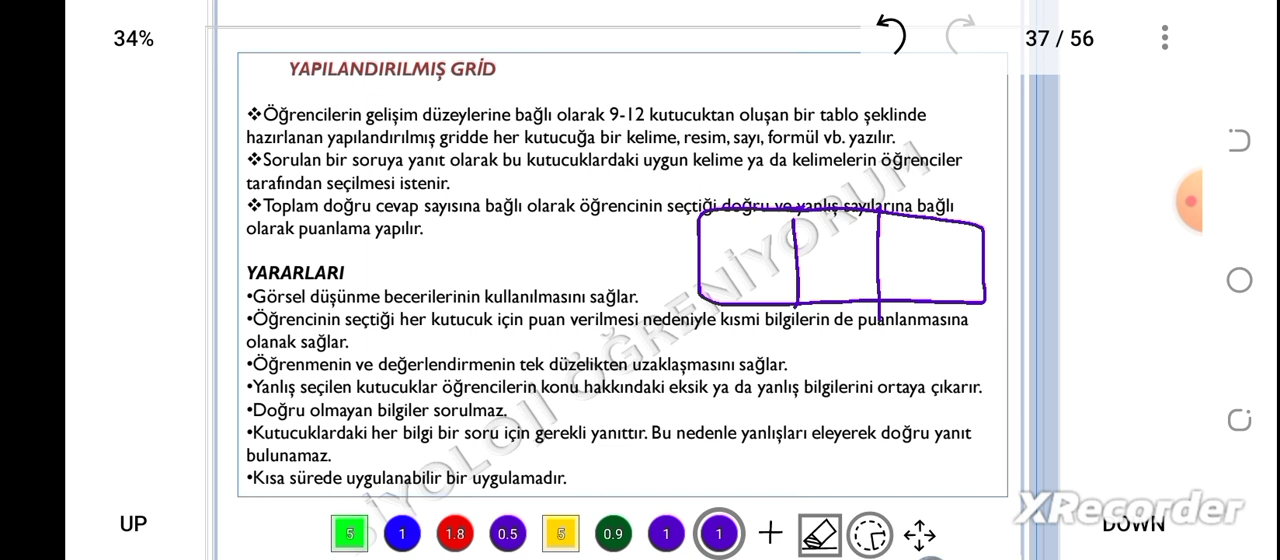 34%
37 / 56
YAPILANDIRILMIŞ GRİD
❖Öğrencilerin gelişim düzeylerine bağlı olarak 9-12 kutucuktan oluşan bir tablo şeklinde
hazırlanan yapılandırılmış gridde her kutucuğa bir kelime, resim, sayı, formül vb. yazılır.
❖Sorulan bir soruya yanıt olarak bu kutucuklardaki uygun kelime ya da kelimelerin öğrenciler
tarafından seçilmesi istenir.
❖Toplam doğru cevap sayısına bağlı olarak öğrencinin seçtiği doğru ve yanlış sayılarına bağlı
olarak puanlama yapılır.
YARARLARI
•Görsel düşünme becerilerinin kullanılmasını sağlar.
•Öğrencinin seçtiği her kutucuk için puan verilmesi nedeniyle kısmi bilgilerin de puanlanmasına
olanak sağlar.
•Öğrenmenin ve değerlendirmenin tek düzelikten uzaklaşmasını sağlar.
•Yanlış seçilen kutucuklar öğrencilerin konu hakkındaki eksik ya da yanlış bilgilerini ortaya çıkarır.
•Doğru olmayan bilgiler sorulmaz.
•Kutucuklardaki her bilgi bir soru için gerekli yanıttır. Bu nedenle yanlışları eleyerek doğru yanıt
bulunamaz.
•Kısa sürede uygulanabilir bir uygulamadır.
BİYOLOJİ ÖĞRENİYORUM
XRecorder
UP
5 1 1.8 0.5 5 0.9 1 1
DOWN